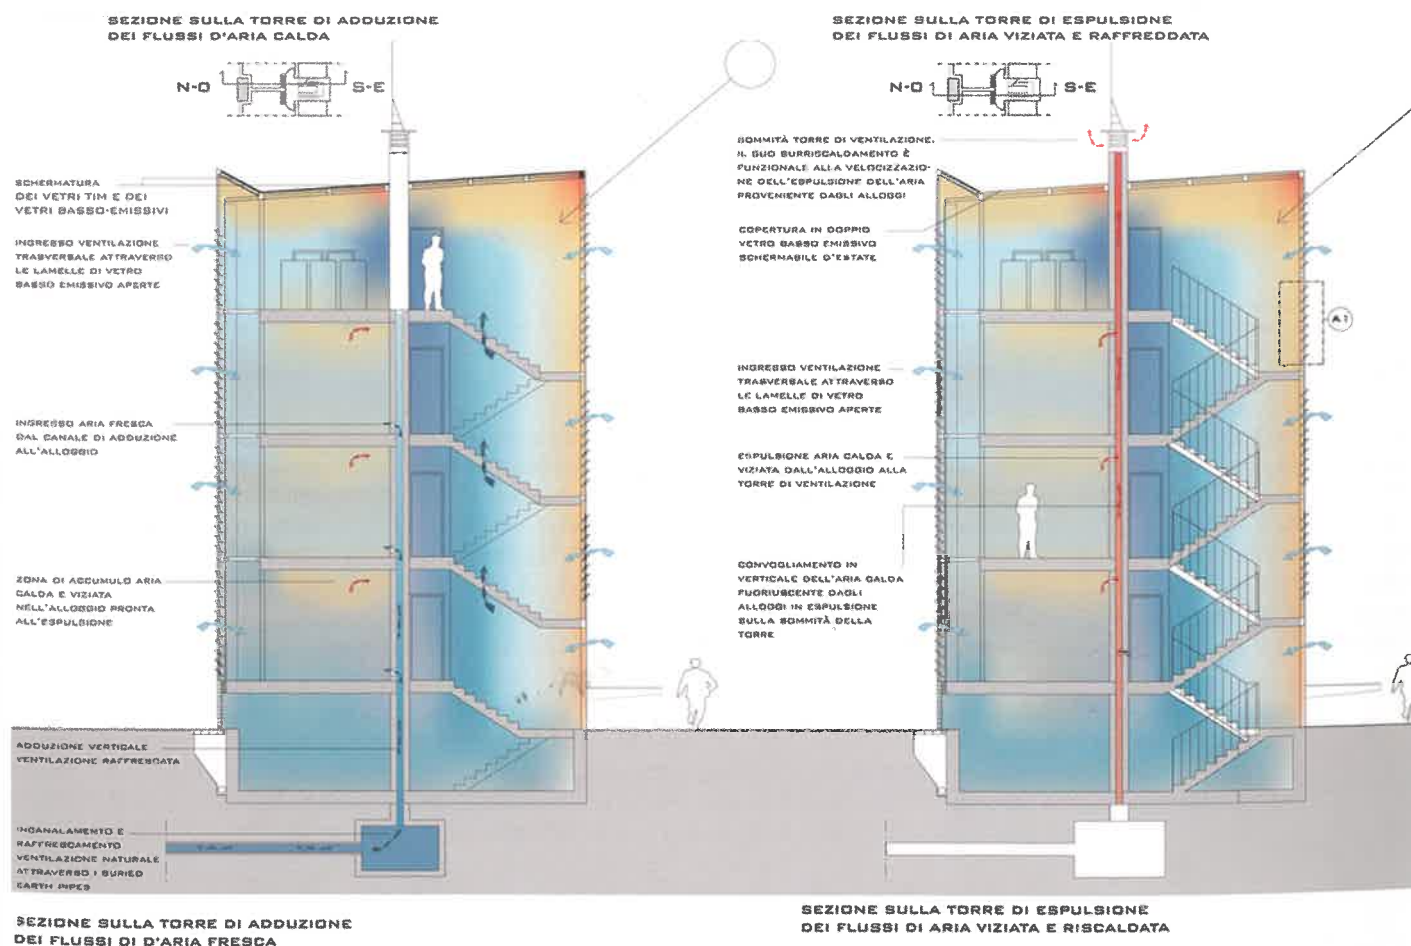 SEZIONE SULLA TORRE DI ADDUZIONE
DEI FLUSSI D'ARIA CALDA
N-O
S-E
SCHERMATURA
DEI VETRI TIM E DEI
VETRI BASSO-EMISSIVI
INGRESSO VENTILAZIONE
TRASVERSALE ATTRAVERSO
LE LAMELLE DI VETRO
BASSO EMISSIVO APERTE
INGRESSO ARIA FRESCA
DAL CANALE DI ADDUZIONE
ALL'ALLOGGIO
ZONA DI ACCUMULO ARIA
CALDA E VIZIATA
NELL'ALLOGGIO PRONTA
ALL'ESPULSIONE
ADDUZIONE VERTICALE
VENTILAZIONE RAFFRESCATA
INCANALAMENTO E
RAFFRESCAMENTO
VENTILAZIONE NATURALE
ATTRAVERSO I BURIED
EARTH PIPES
SEZIONE SULLA TORRE DI ADDUZIONE
DEI FLUSSI DI D'ARIA FRESCA
SEZIONE SULLA TORRE DI ESPULSIONE
DEI FLUSSI DI ARIA VIZIATA E RAFFREDDATA
N-O
S-E
SOMMITÀ TORRE DI VENTILAZIONE.
IL SUO SURRISCALDAMENTO È
FUNZIONALE ALLA VELOCIZZAZIO-
NE DELL'ESPULSIONE DELL'ARIA
PROVENIENTE DAGLI ALLOGGI
COPERTURA IN DOPPIO
VETRO BASSO EMISSIVO
SCHERMABILE D'ESTATE
A.1
INGRESSO VENTILAZIONE
TRASVERSALE ATTRAVERSO
LE LAMELLE DI VETRO
BASSO EMISSIVO APERTE
ESPULSIONE ARIA CALDA E
VIZIATA DALL'ALLOGGIO ALLA
TORRE DI VENTILAZIONE
CONVOGLIAMENTO IN
VERTICALE DELL'ARIA CALDA
FUORIUSCENTE DAGLI
ALLOGGI IN ESPULSIONE
SULLA SOMMITÀ DELLA
TORRE
SEZIONE SULLA TORRE DI ESPULSIONE
DEI FLUSSI DI ARIA VIZIATA E RISCALDATA